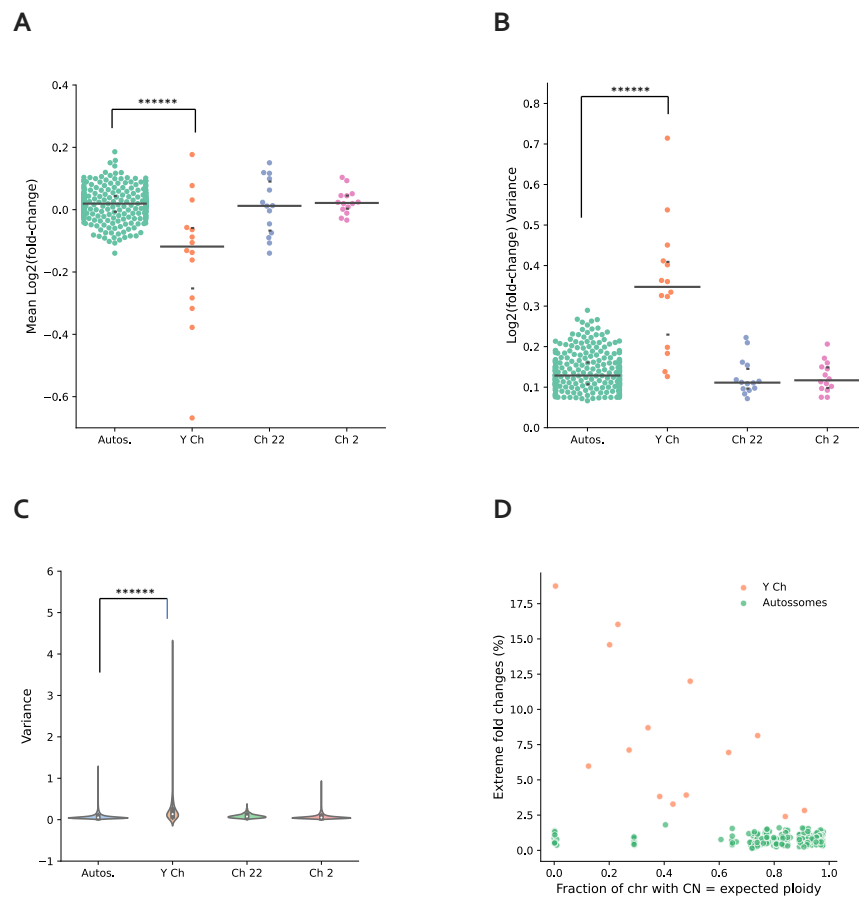 A
B
0.4
0.2
0.0
−0.2
−0.4
−0.6
Mean Log2(fold-change)
******
Autos.
Y Ch
Ch 22
Ch 2
0.8
0.7
0.6
0.5
0.4
0.3
0.2
0.1
0.0
Log2(fold-change) Variance
******
Autos.
Y Ch
Ch 22
Ch 2
C
D
6
5
4
3
2
1
0
−1
Variance
******
Autos.
Y Ch
Ch 22
Ch 2
17.5
15.0
12.5
10.0
7.5
5.0
2.5
0.0
Extreme fold changes (%)
Y Ch
Autossomes
0.0 0.2 0.4 0.6 0.8 1.0
Fraction of chr with CN = expected ploidy